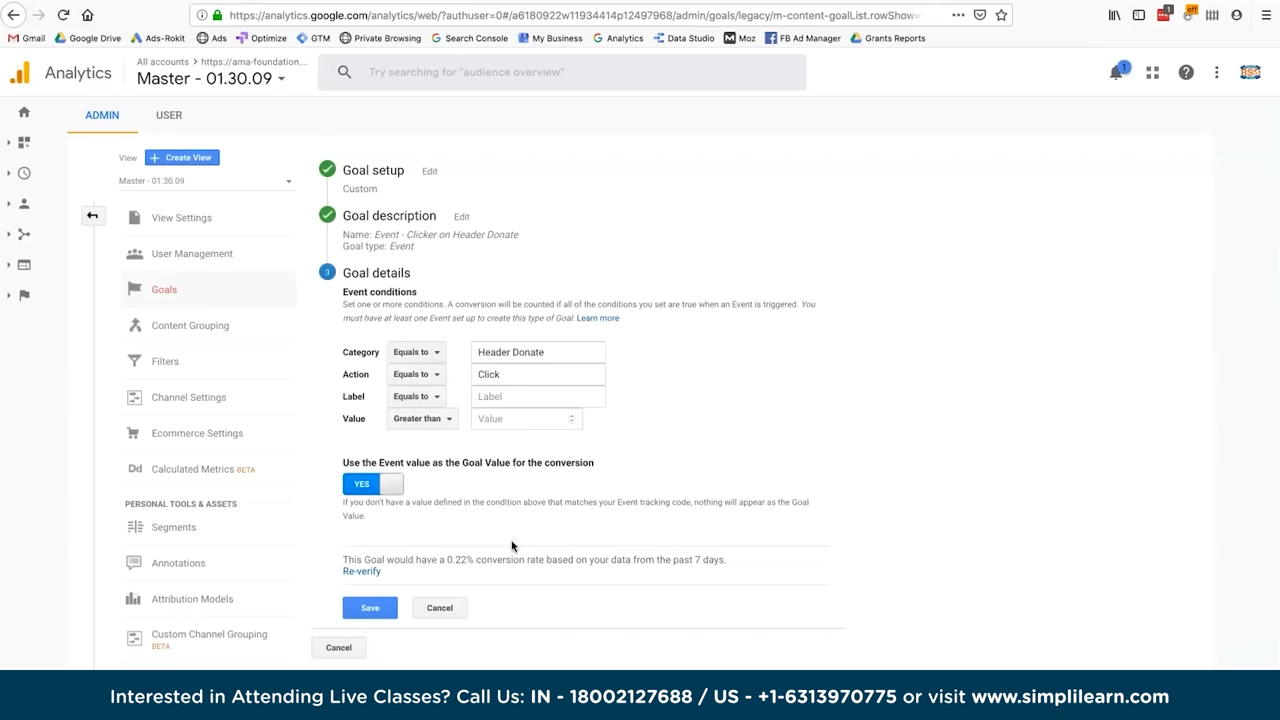 https://analytics.google.com/analytics/web/?authuser=0#/a6180922w11934414p12497968/admin/goals/legacy/m-content-goalList.rowShow=
Gmail Google Drive Ads-Rokit Ads Optimize GTM Private Browsing Search Console My Business Analytics Data Studio Moz FB Ad Manager Grants Reports
1 off
Analytics
All accounts > https://ama-foundation...
Master - 01.30.09
Try searching for "audience overview"
1
ADMIN USER
View + Create View
Master - 01.30.09
View Settings
User Management
Goals
Content Grouping
Filters
Channel Settings
Ecommerce Settings
Dd Calculated Metrics BETA
PERSONAL TOOLS & ASSETS
Segments
Annotations
Attribution Models
Custom Channel Grouping
BETA
Goal setup Edit
Custom
Goal description Edit
Name: Event - Clicker on Header Donate
Goal type: Event
3 Goal details
Event conditions
Set one or more conditions. A conversion will be counted if all of the conditions you set are true when an Event is triggered. You
must have at least one Event set up to create this type of Goal. Learn more
Category Equals to Header Donate
Action Equals to Click
Label Equals to Label
Value Greater than Value
Use the Event value as the Goal Value for the conversion
YES
If you don't have a value defined in the condition above that matches your Event tracking code, nothing will appear as the Goal
Value.
This Goal would have a 0.22% conversion rate based on your data from the past 7 days.
Re-verify
Save Cancel
Cancel
Interested in Attending Live Classes? Call Us: IN - 18002127688 / US - +1-6313970775 or visit www.simplilearn.com